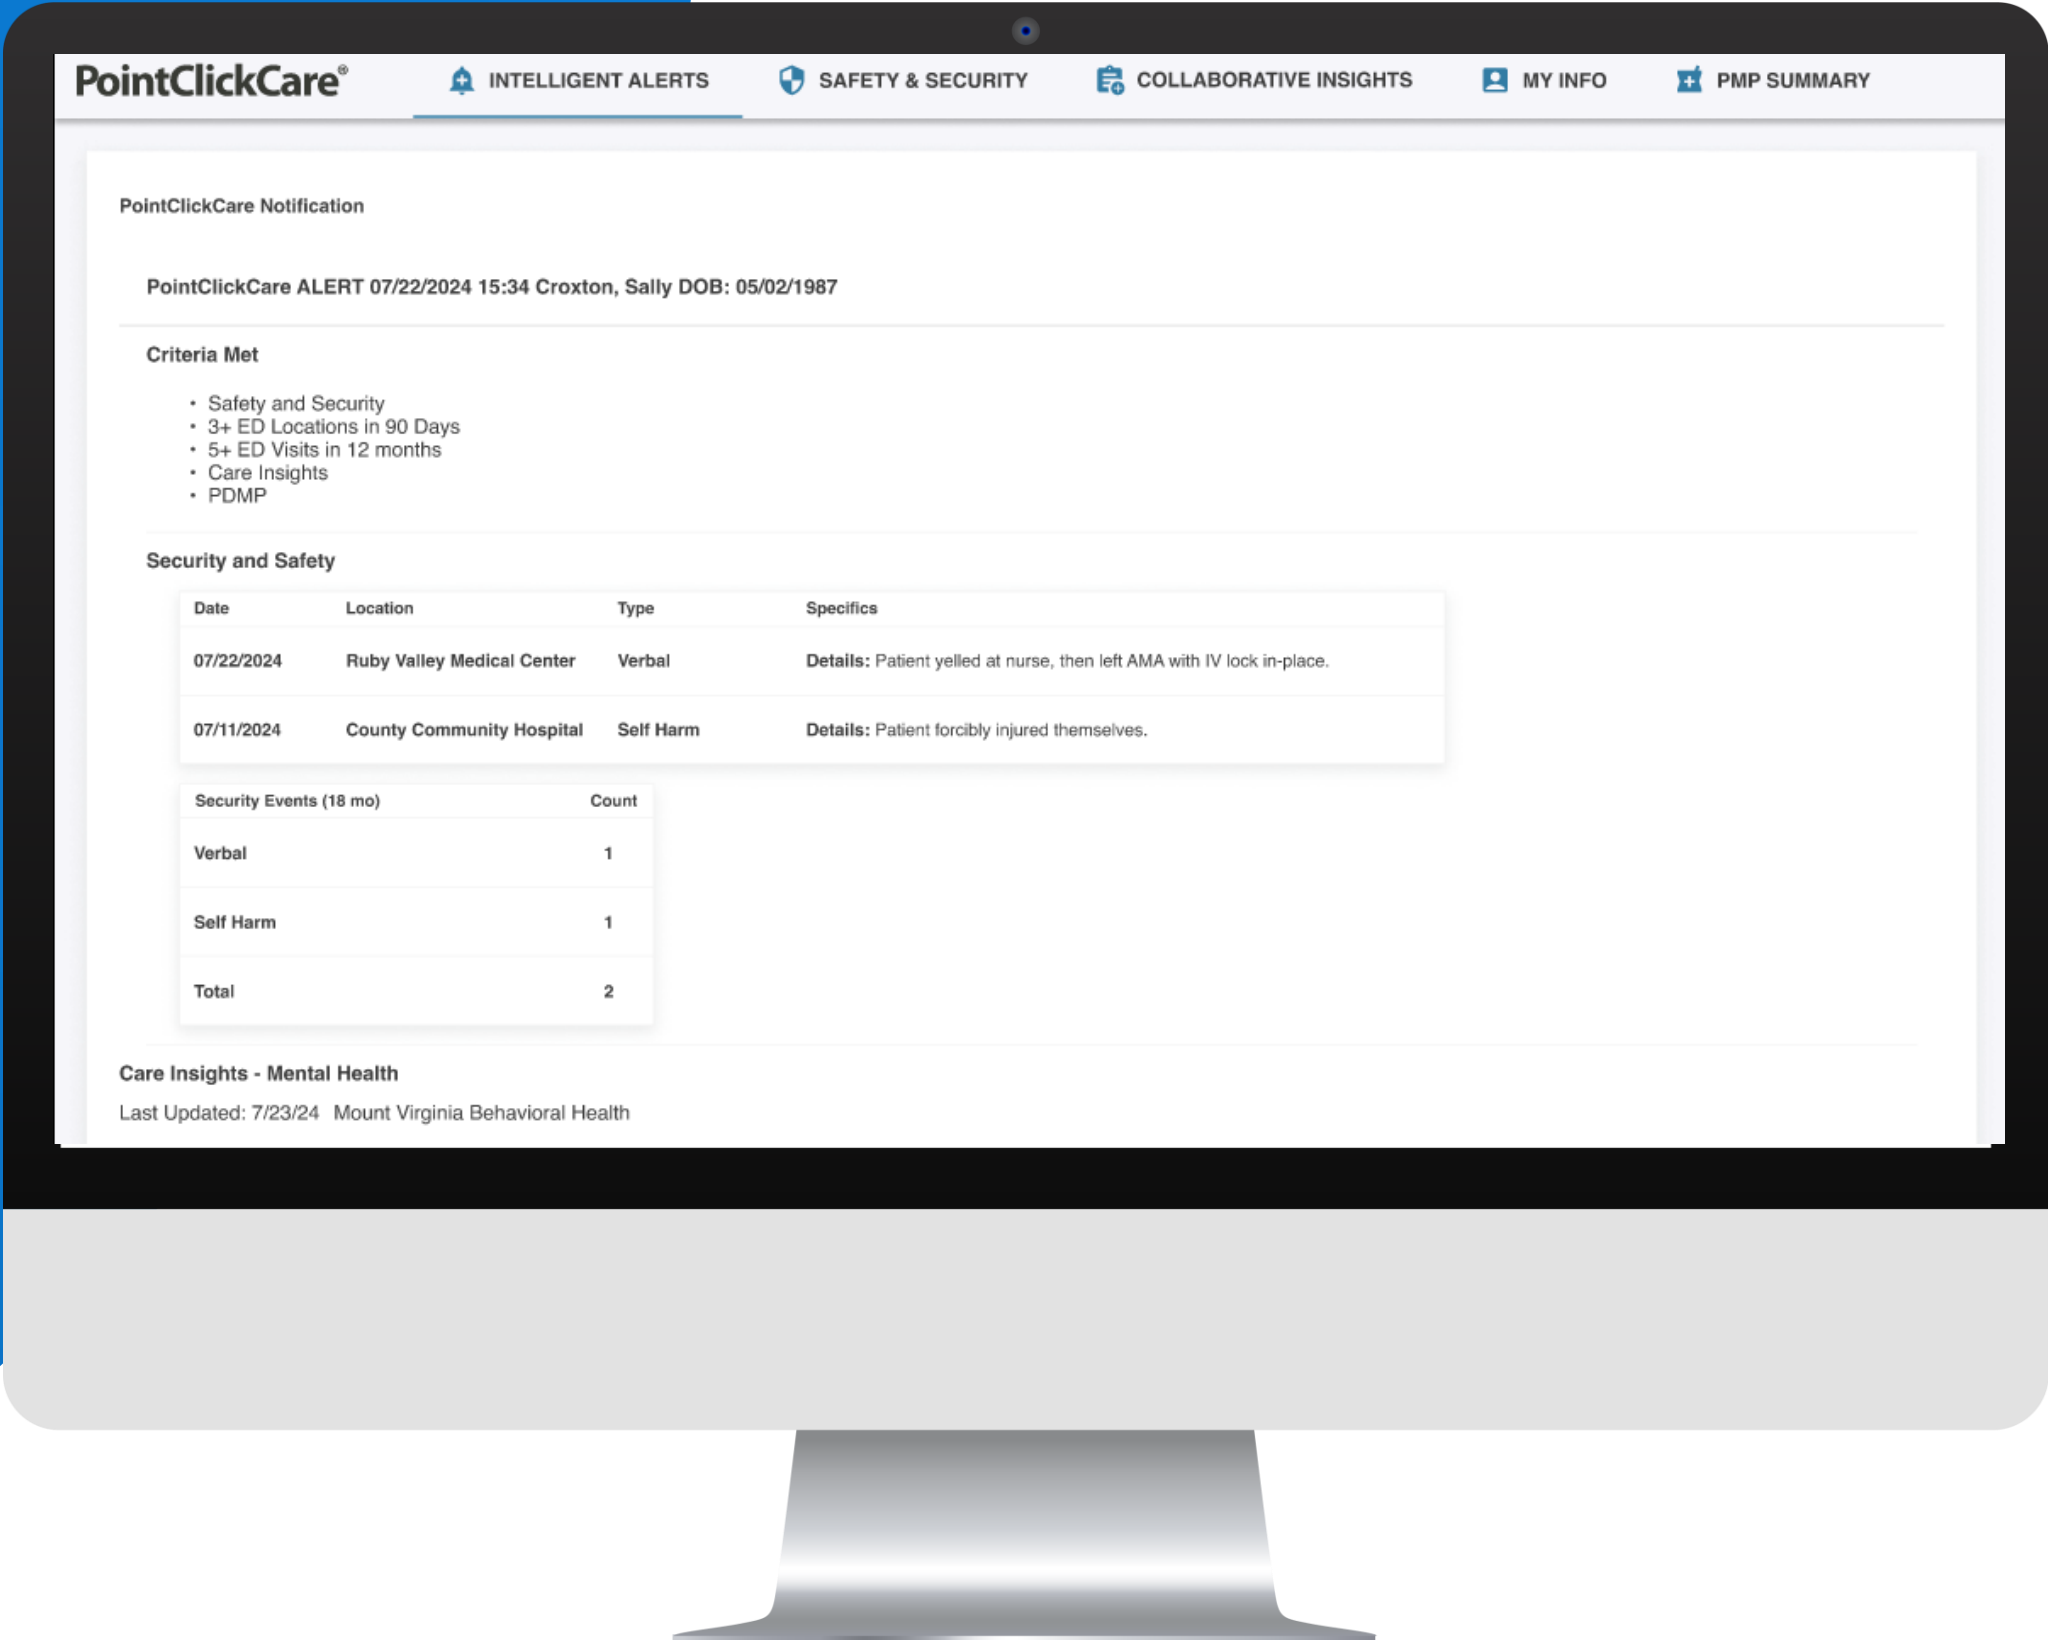 PointClickCare® INTELLIGENT ALERTS SAFETY & SECURITY COLLABORATIVE INSIGHTS MY INFO PMP SUMMARY
PointClickCare Notification
PointClickCare ALERT 07/22/2024 15:34 Croxton, Sally DOB: 05/02/1987
Criteria Met
• Safety and Security
• 3+ ED Locations in 90 Days
• 5+ ED Visits in 12 months
• Care Insights
• PDMP
Security and Safety
Date Location Type Specifics
07/22/2024 Ruby Valley Medical Center Verbal Details: Patient yelled at nurse, then left AMA with IV lock in-place.
07/11/2024 County Community Hospital Self Harm Details: Patient forcibly injured themselves.
Security Events (18 mo) Count
Verbal 1
Self Harm 1
Total 2
Care Insights - Mental Health
Last Updated: 7/23/24 Mount Virginia Behavioral Health